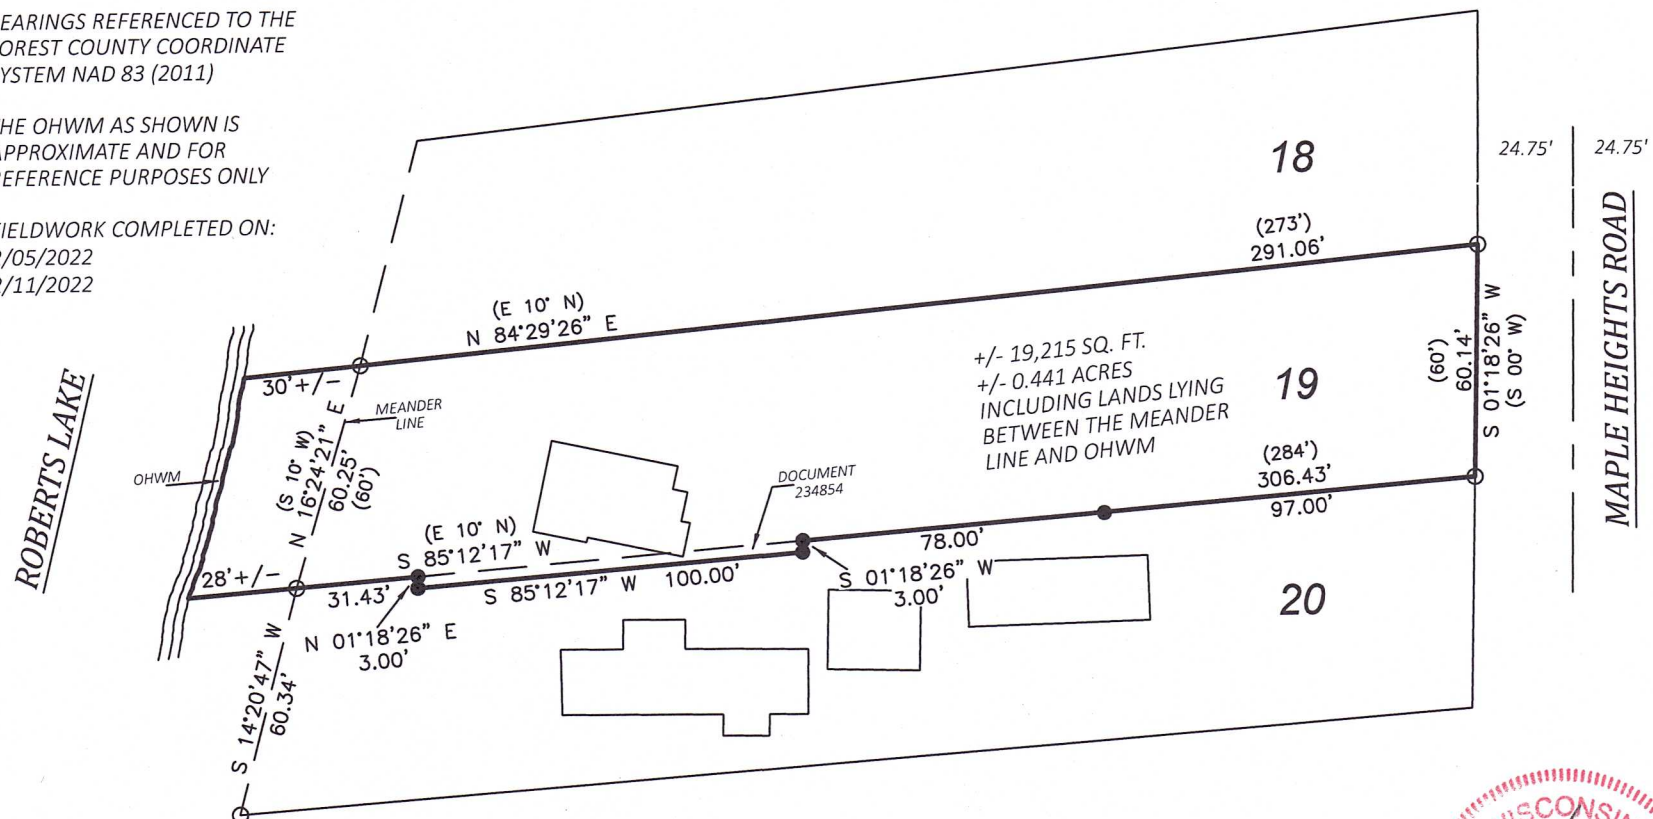 EARINGS REFERENCED TO THE
OREST COUNTY COORDINATE
YSTEM NAD 83 (2011)
HE OHWM AS SHOWN IS
APPROXIMATE AND FOR
REFERENCE PURPOSES ONLY
IELDWORK COMPLETED ON:
2/05/2022
2/11/2022
18
24.75'
24.75'
MAPLE HEIGHTS ROAD
(273')
291.06'
(E 10° N)
N 84°29'26" E
ROBERTS LAKE
30'+/-
MEANDER
LINE
OHWM
(S 10° W)
N 16°24'21" E
60.25'
(60')
+/- 19,215 SQ. FT.
+/- 0.441 ACRES
INCLUDING LANDS LYING
BETWEEN THE MEANDER
LINE AND OHWM
19
(60')
60.14'
S 01°18'26" W
(S 00° W)
DOCUMENT
234854
(284')
306.43'
97.00'
(E 10° N)
S 85°12'17" W
78.00'
28'+/-
31.43'
S 85°12'17" W
100.00'
S 01°18'26" W
3.00'
N 01°18'26" E
3.00'
20
S 14°20'47" W
60.34'
ISCONSI